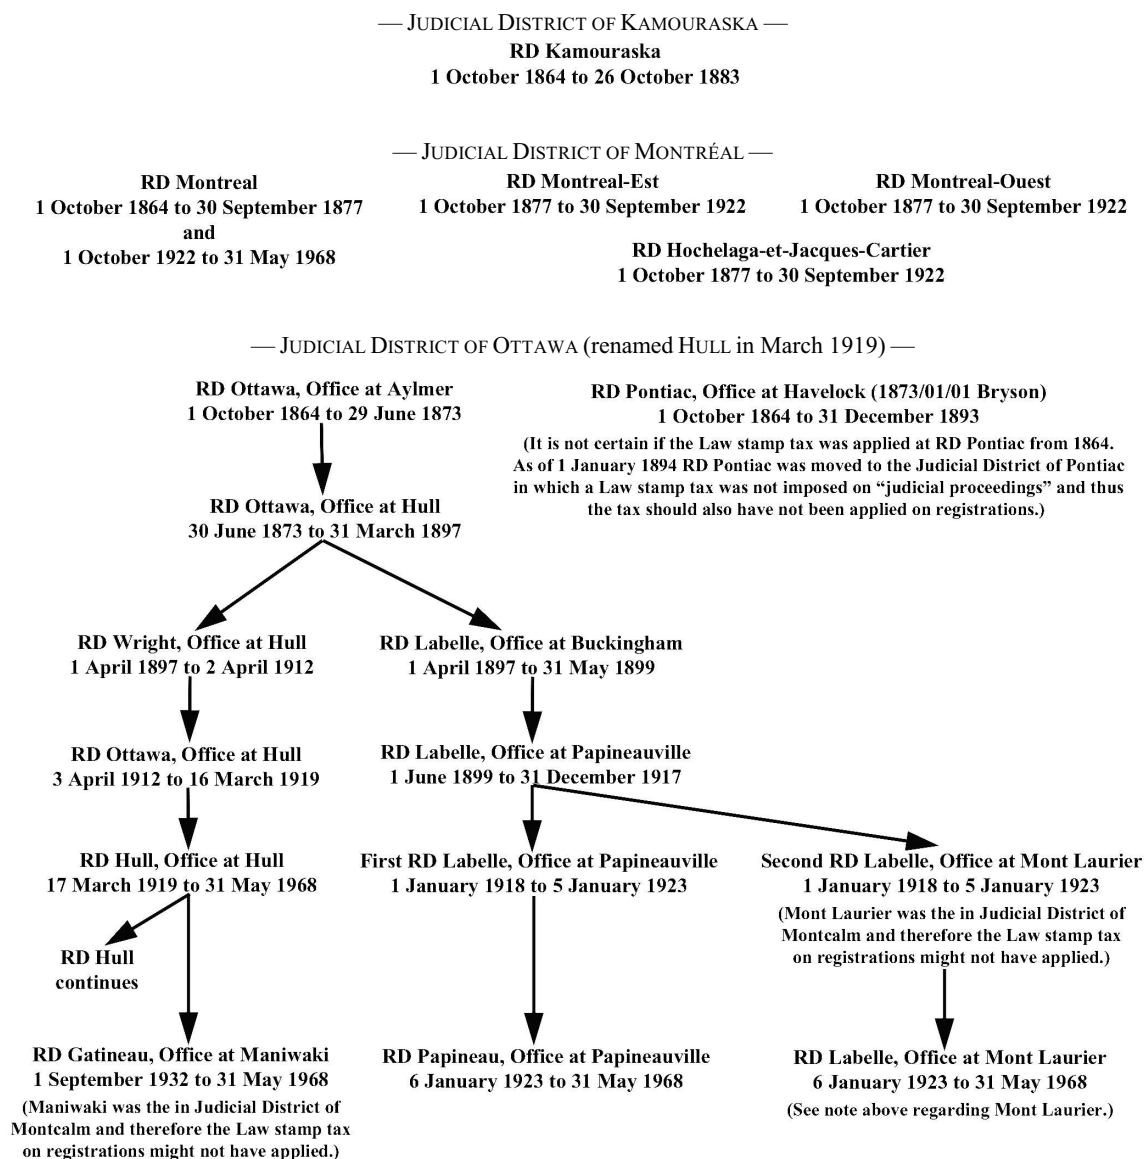 — JUDICIAL DISTRICT OF KAMOURASKA —
RD Kamouraska
1 October 1864 to 26 October 1883
— JUDICIAL DISTRICT OF MONTRÉAL —
RD Montreal
1 October 1864 to 30 September 1877
and
1 October 1922 to 31 May 1968
RD Montreal-Est
1 October 1877 to 30 September 1922
RD Montreal-Ouest
1 October 1877 to 30 September 1922
RD Hochelaga-et-Jacques-Cartier
1 October 1877 to 30 September 1922
— JUDICIAL DISTRICT OF OTTAWA (renamed HULL in March 1919) —
RD Ottawa, Office at Aylmer
1 October 1864 to 29 June 1873
RD Pontiac, Office at Havelock (1873/01/01 Bryson)
1 October 1864 to 31 December 1893
(It is not certain if the Law stamp tax was applied at RD Pontiac from 1864.
As of 1 January 1894 RD Pontiac was moved to the Judicial District of Pontiac
in which a Law stamp tax was not imposed on “judicial proceedings” and thus
the tax should also have not been applied on registrations.)
RD Ottawa, Office at Hull
30 June 1873 to 31 March 1897
RD Wright, Office at Hull
1 April 1897 to 2 April 1912
RD Labelle, Office at Buckingham
1 April 1897 to 31 May 1899
RD Ottawa, Office at Hull
3 April 1912 to 16 March 1919
RD Labelle, Office at Papineauville
1 June 1899 to 31 December 1917
RD Hull, Office at Hull
17 March 1919 to 31 May 1968
First RD Labelle, Office at Papineauville
1 January 1918 to 5 January 1923
Second RD Labelle, Office at Mont Laurier
1 January 1918 to 5 January 1923
(Mont Laurier was the in Judicial District of
Montcalm and therefore the Law stamp tax
on registrations might not have applied.)
RD Hull
continues
RD Gatineau, Office at Maniwaki
1 September 1932 to 31 May 1968
(Maniwaki was the in Judicial District of
Montcalm and therefore the Law stamp tax
on registrations might not have applied.)
RD Papineau, Office at Papineauville
6 January 1923 to 31 May 1968
RD Labelle, Office at Mont Laurier
6 January 1923 to 31 May 1968
(See note above regarding Mont Laurier.)